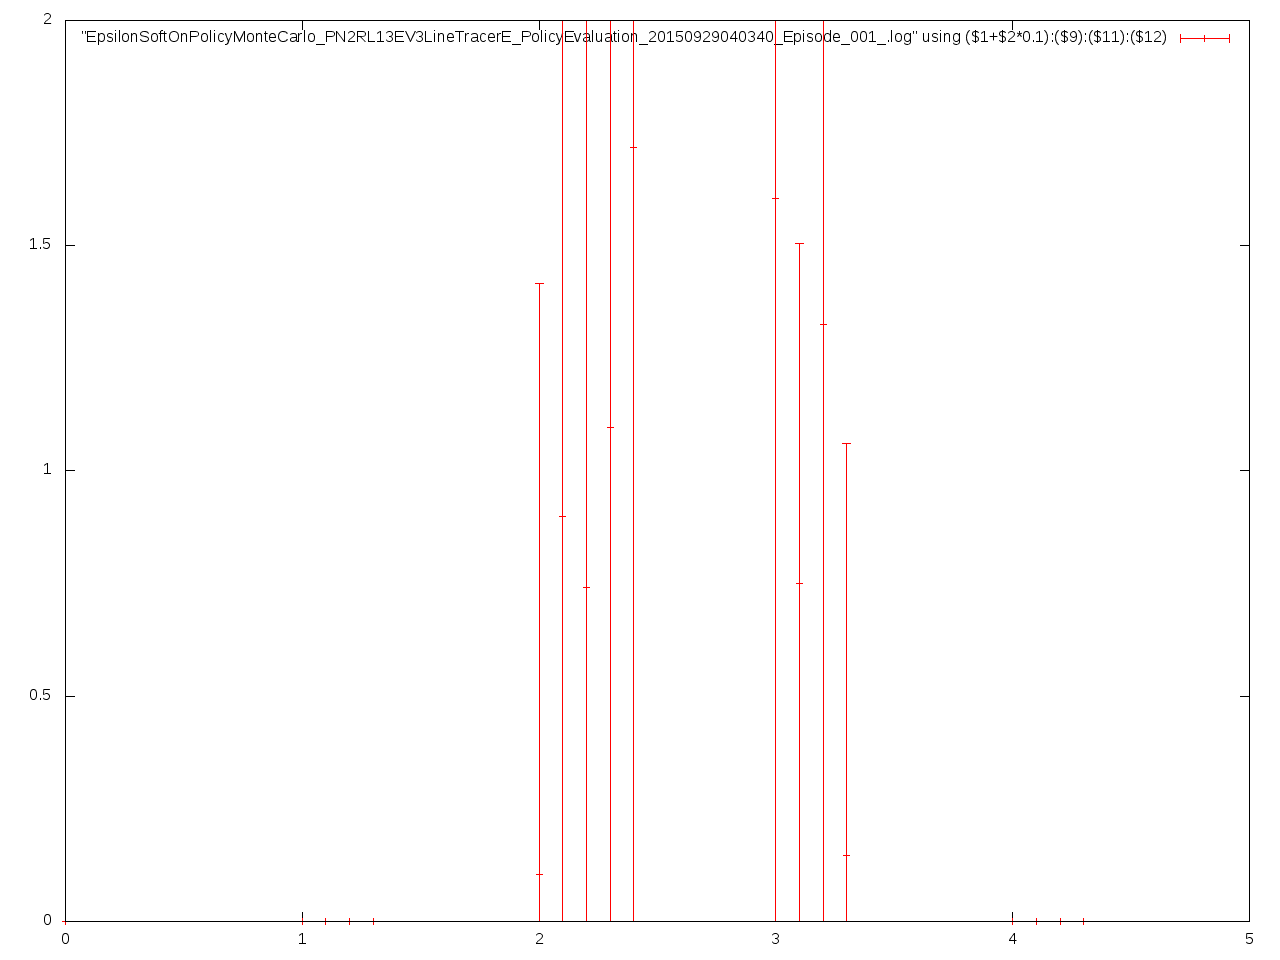 2
"EpsilonSoftOnPolicyMonteCarlo_PN2RL13EV3LineTracerE_PolicyEvaluation_20150929040340_Episode_001_.log" using ($1+$2*0.1):($9):($11):($12)
1.5
1
0.5
0
0 1 2 3 4 5